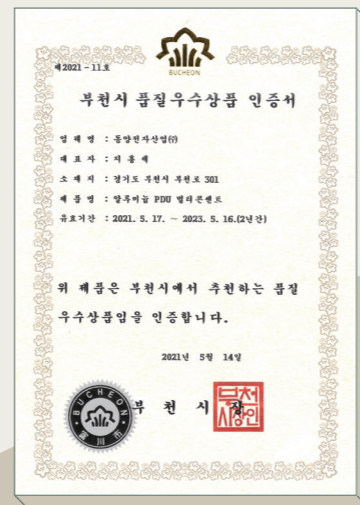 BUCHEON
제2021 - 11호
부천시 품질우수상품 인증서
업 체 명 : 동양전자산업(주)
대 표 자 :
소 재 지 : 경기도 부천시 부천로 301
제 품 명 : 알루미늄 PDU 멀티콘센트
유효기간 : 2021. 5. 17. ~ 2023. 5. 16.(2년간)
위 제품은 부천시에서 추천하는 품질
우수상품임을 인증합니다.
2021년 5월 14일
부 천 시 장
BUCHEON